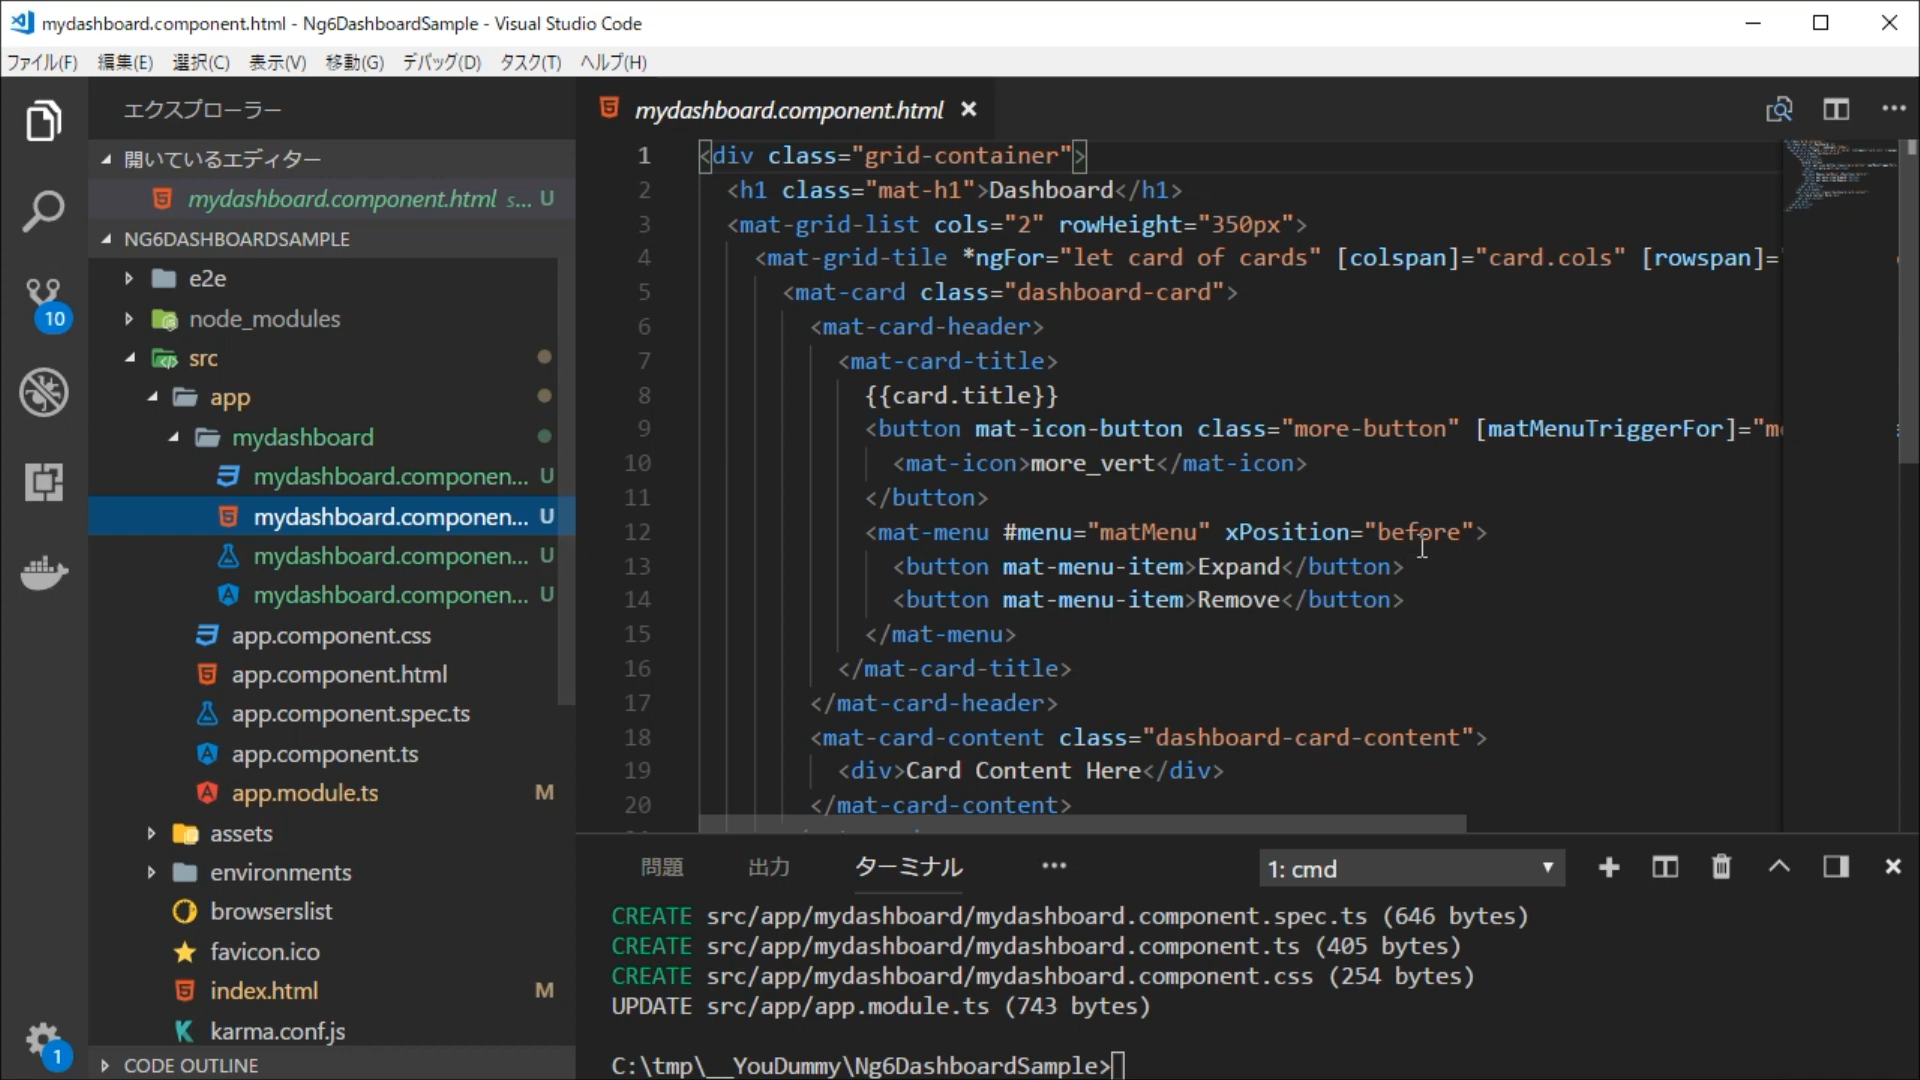 mydashboard.component.html - Ng6DashboardSample - Visual Studio Code
ファイル(F) 編集(E) 選択(C) 表示(V) 移動(G) デバッグ(D) タスク(T) ヘルプ(H)
エクスプローラー
開いているエディター
mydashboard.component.html s... U
NG6DASHBOARDSAMPLE
e2e
node_modules
src
app
mydashboard
mydashboard.componen... U
mydashboard.componen... U
mydashboard.componen... U
mydashboard.componen... U
app.component.css
app.component.html
app.component.spec.ts
app.component.ts
app.module.ts M
assets
environments
browserslist
favicon.ico
index.html M
karma.conf.js
CODE OUTLINE
10
1
mydashboard.component.html
1 <div class="grid-container">
2 <h1 class="mat-h1">Dashboard</h1>
3 <mat-grid-list cols="2" rowHeight="350px">
4 <mat-grid-tile *ngFor="let card of cards" [colspan]="card.cols" [rowspan]="
5 <mat-card class="dashboard-card">
6 <mat-card-header>
7 <mat-card-title>
8 {{card.title}}
9 <button mat-icon-button class="more-button" [matMenuTriggerFor]="m
10 <mat-icon>more_vert</mat-icon>
11 </button>
12 <mat-menu #menu="matMenu" xPosition="before">
13 <button mat-menu-item>Expand</button>
14 <button mat-menu-item>Remove</button>
15 </mat-menu>
16 </mat-card-title>
17 </mat-card-header>
18 <mat-card-content class="dashboard-card-content">
19 <div>Card Content Here</div>
20 </mat-card-content>
問題 出力 ターミナル ... 1: cmd
CREATE src/app/mydashboard/mydashboard.component.spec.ts (646 bytes)
CREATE src/app/mydashboard/mydashboard.component.ts (405 bytes)
CREATE src/app/mydashboard/mydashboard.component.css (254 bytes)
UPDATE src/app/app.module.ts (743 bytes)
C:\tmp\__YouDummy\Ng6DashboardSample>